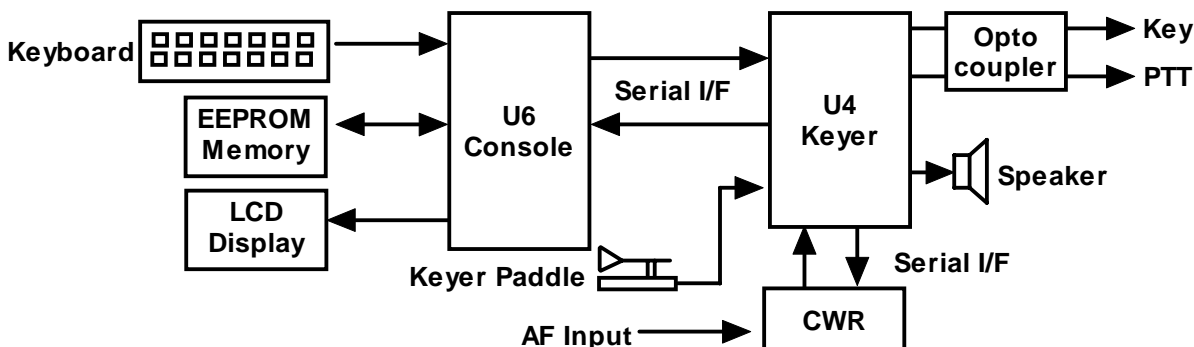 Keyboard
EEPROM
Memory
LCD
Display
U6
Console
Serial I/F
Keyer Paddle
AF Input
U4
Keyer
Opto
coupler
Key
PTT
Speaker
Serial I/F
CWR